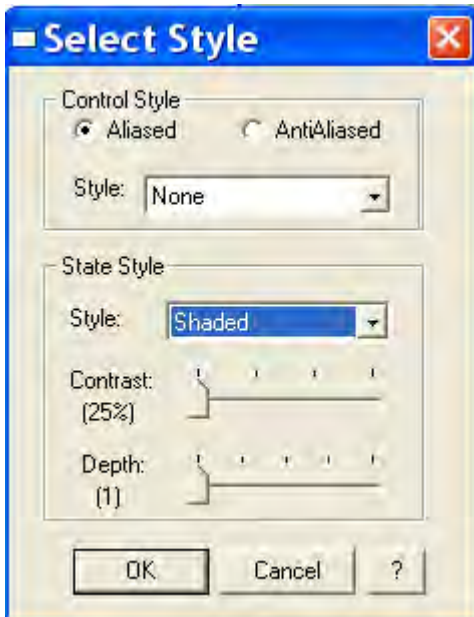 Select Style
Control Style
Aliased AntiAliased
Style: None
State Style
Style: Shaded
Contrast:
(25%)
Depth:
(1)
OK Cancel ?